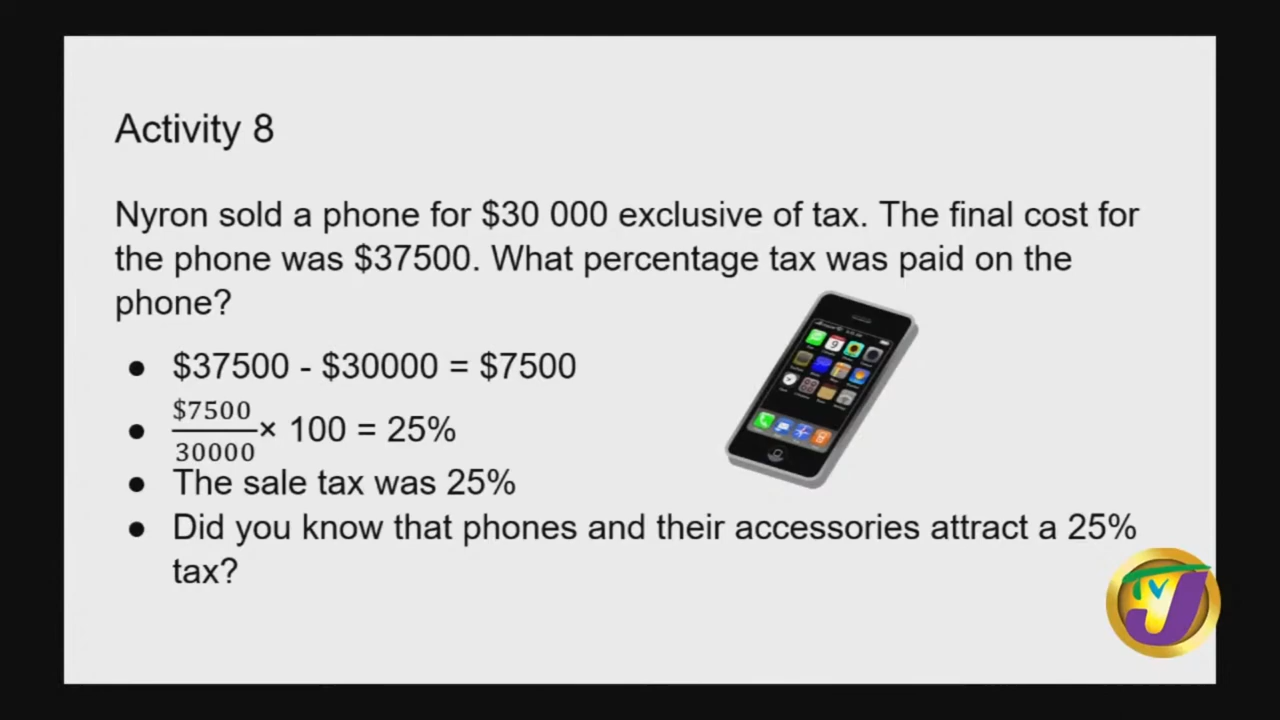 Activity 8
Nyron sold a phone for $30 000 exclusive of tax. The final cost for
the phone was $37500. What percentage tax was paid on the
phone?
● $37500 - $30000 = $7500
● $7500/30000 × 100 = 25%
● The sale tax was 25%
● Did you know that phones and their accessories attract a 25%
tax?
9
TVJ